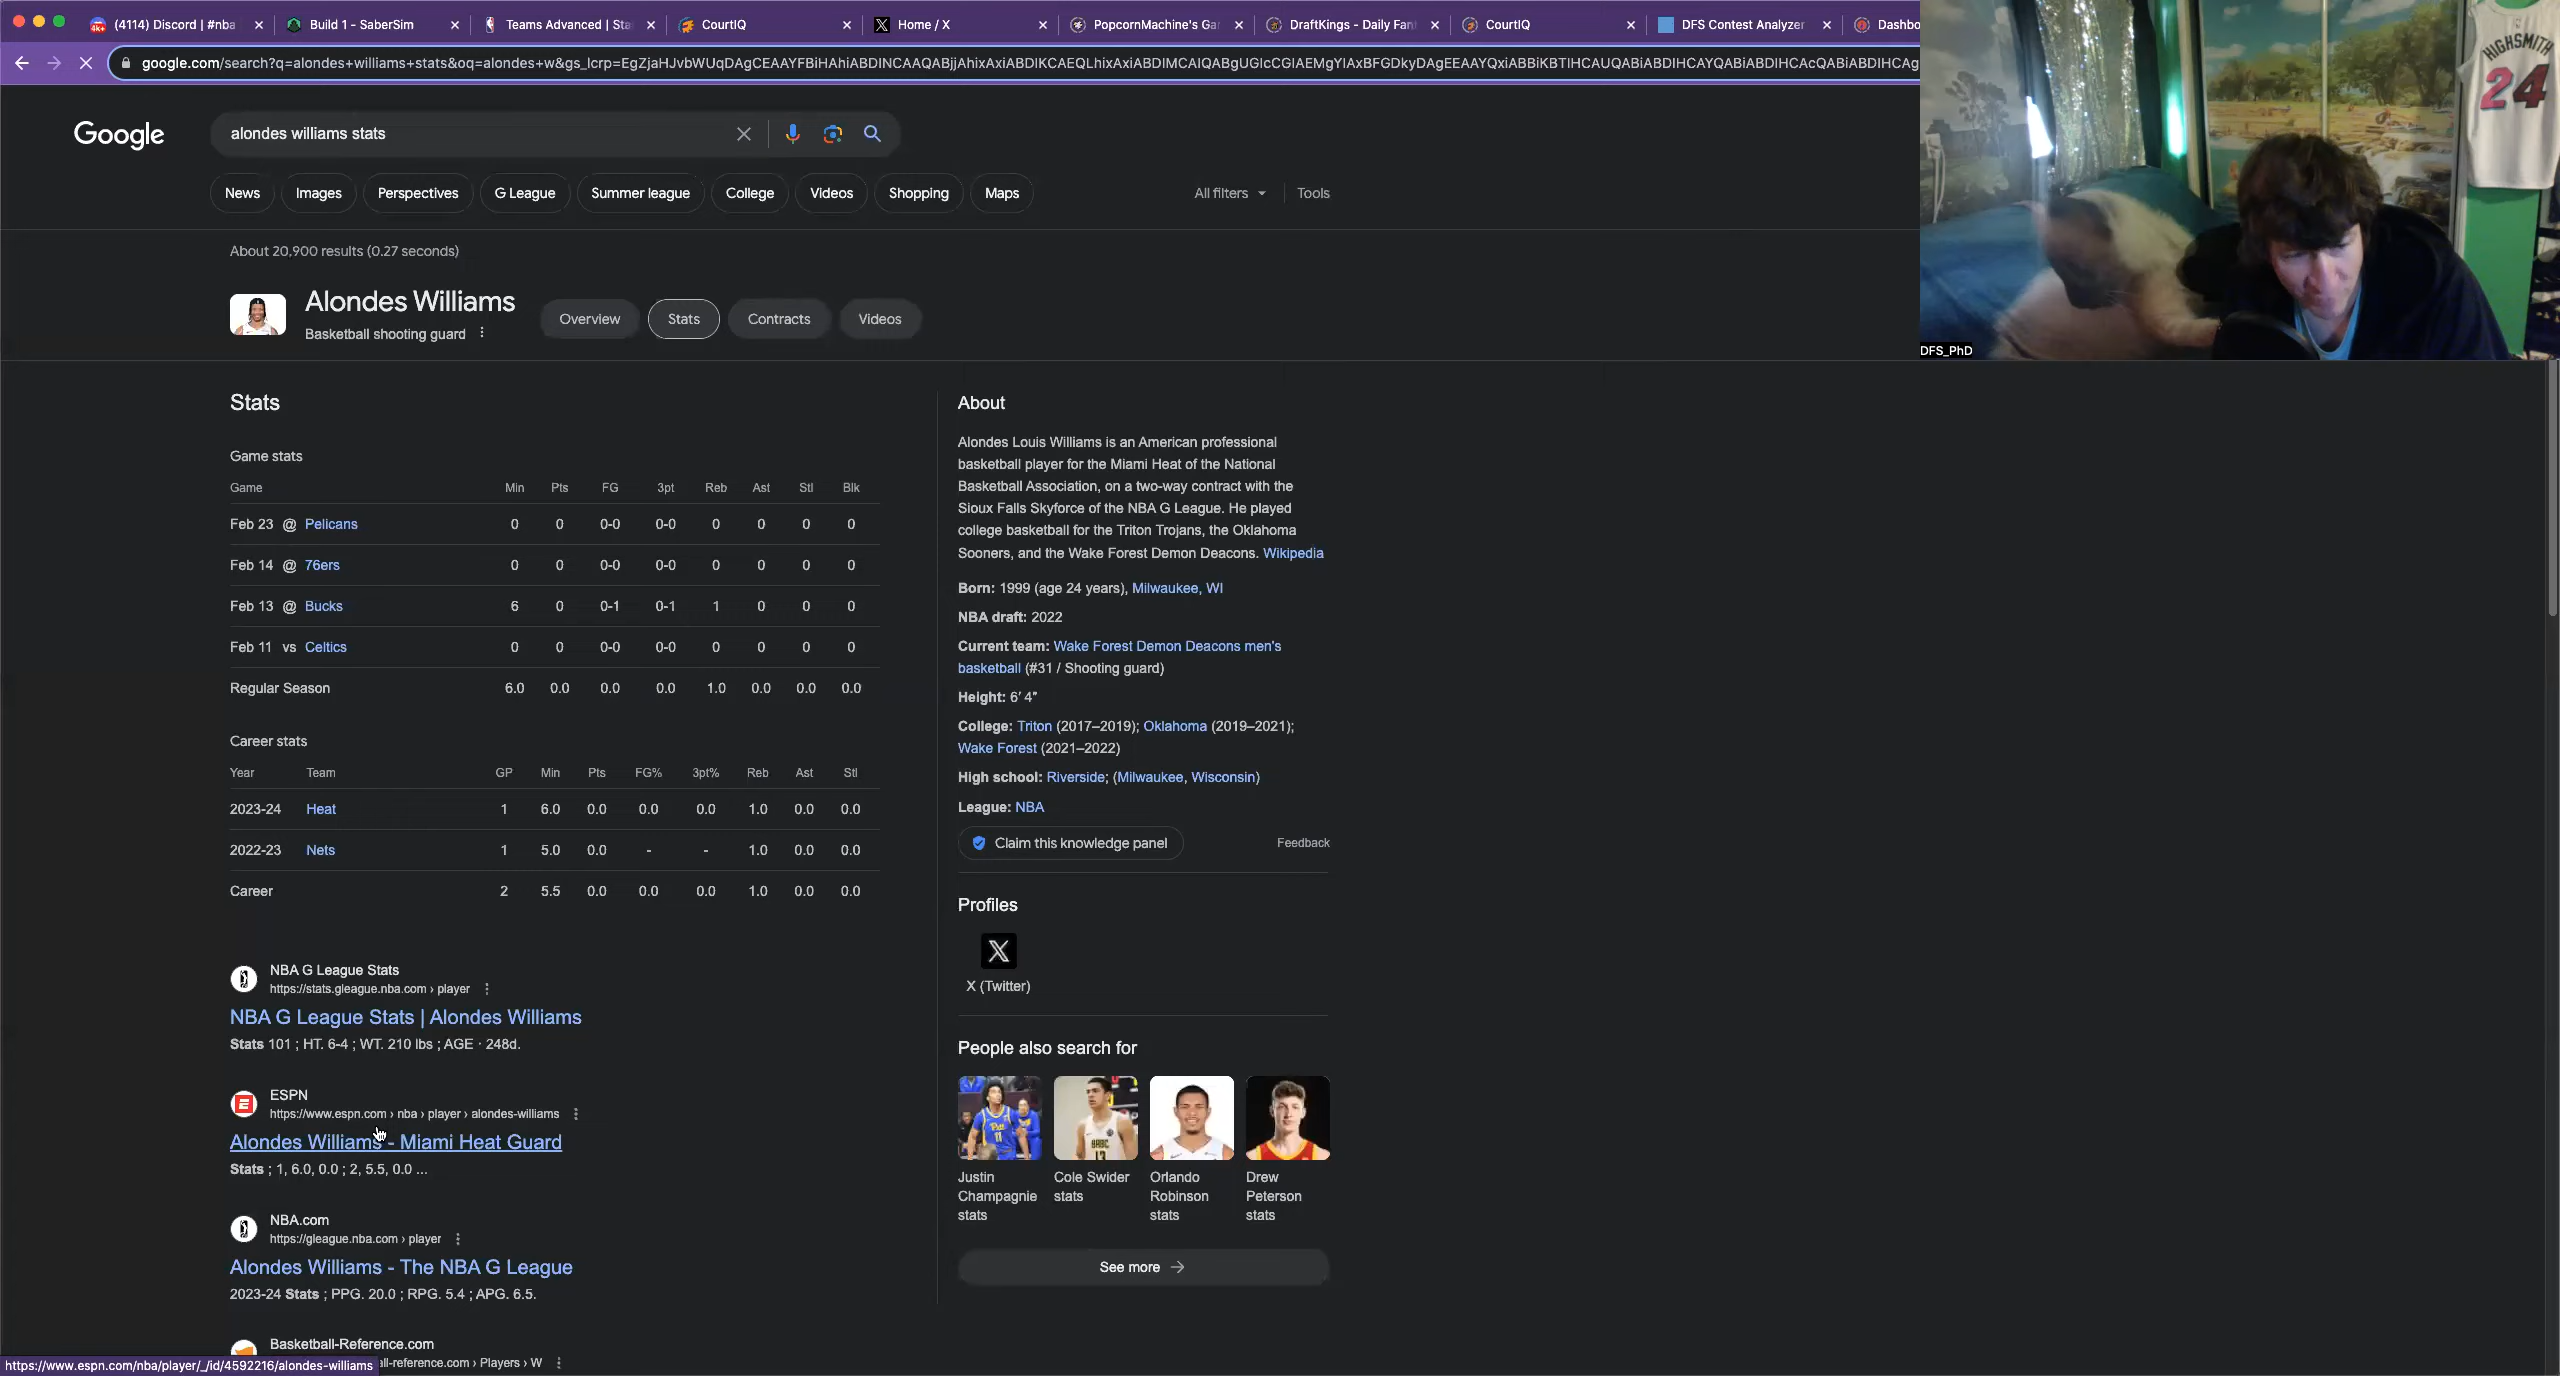 (4114) Discord | #nba
Build 1 - SaberSim
Teams Advanced | Sta
CourtIQ
Home / X
PopcornMachine's Ga
DraftKings - Daily Fan
CourtIQ
DFS Contest Analyzer
Dashbo
Google
alondes williams stats
News Images Perspectives G League Summer league College Videos Shopping Maps All filters Tools
About 20,900 results (0.27 seconds)
Alondes Williams
Basketball shooting guard
Overview Stats Contracts Videos
HIGHSMITH
24
DFS_PhD
Stats
Game stats
Game Min Pts FG 3pt Reb Ast Stl Blk
Feb 23 @ Pelicans 0 0 0-0 0-0 0 0 0 0
Feb 14 @ 76ers 0 0 0-0 0-0 0 0 0 0
Feb 13 @ Bucks 6 0 0-1 0-1 1 0 0 0
Feb 11 vs Celtics 0 0 0-0 0-0 0 0 0 0
Regular Season 6.0 0.0 0.0 0.0 1.0 0.0 0.0 0.0
Career stats
Year Team GP Min Pts FG% 3pt% Reb Ast Stl
2023-24 Heat 1 6.0 0.0 0.0 0.0 1.0 0.0 0.0
2022-23 Nets 1 5.0 0.0 - - 1.0 0.0 0.0
Career 2 5.5 0.0 0.0 0.0 1.0 0.0 0.0
NBA G League Stats
https://stats.gleague.nba.com › player
NBA G League Stats | Alondes Williams
Stats 101 ; HT. 6-4 ; WT. 210 lbs ; AGE · 248d.
ESPN
https://www.espn.com › nba › player › alondes-williams
Alondes Williams - Miami Heat Guard
Stats ; 1, 6.0, 0.0 ; 2, 5.5, 0.0 ...
NBA.com
https://gleague.nba.com › player
Alondes Williams - The NBA G League
2023-24 Stats ; PPG. 20.0 ; RPG. 5.4 ; APG. 6.5.
Basketball-Reference.com
all-reference.com › Players › W
https://www.espn.com/nba/player/_/id/4592216/alondes-williams
About
Alondes Louis Williams is an American professional
basketball player for the Miami Heat of the National
Basketball Association, on a two-way contract with the
Sioux Falls Skyforce of the NBA G League. He played
college basketball for the Triton Trojans, the Oklahoma
Sooners, and the Wake Forest Demon Deacons. Wikipedia
Born: 1999 (age 24 years), Milwaukee, WI
NBA draft: 2022
Current team: Wake Forest Demon Deacons men's
basketball (#31 / Shooting guard)
Height: 6′ 4″
College: Triton (2017–2019); Oklahoma (2019–2021);
Wake Forest (2021–2022)
High school: Riverside; (Milwaukee, Wisconsin)
League: NBA
Claim this knowledge panel Feedback
Profiles
X (Twitter)
People also search for
Justin Champagnie stats
Cole Swider stats
Orlando Robinson stats
Drew Peterson stats
See more →